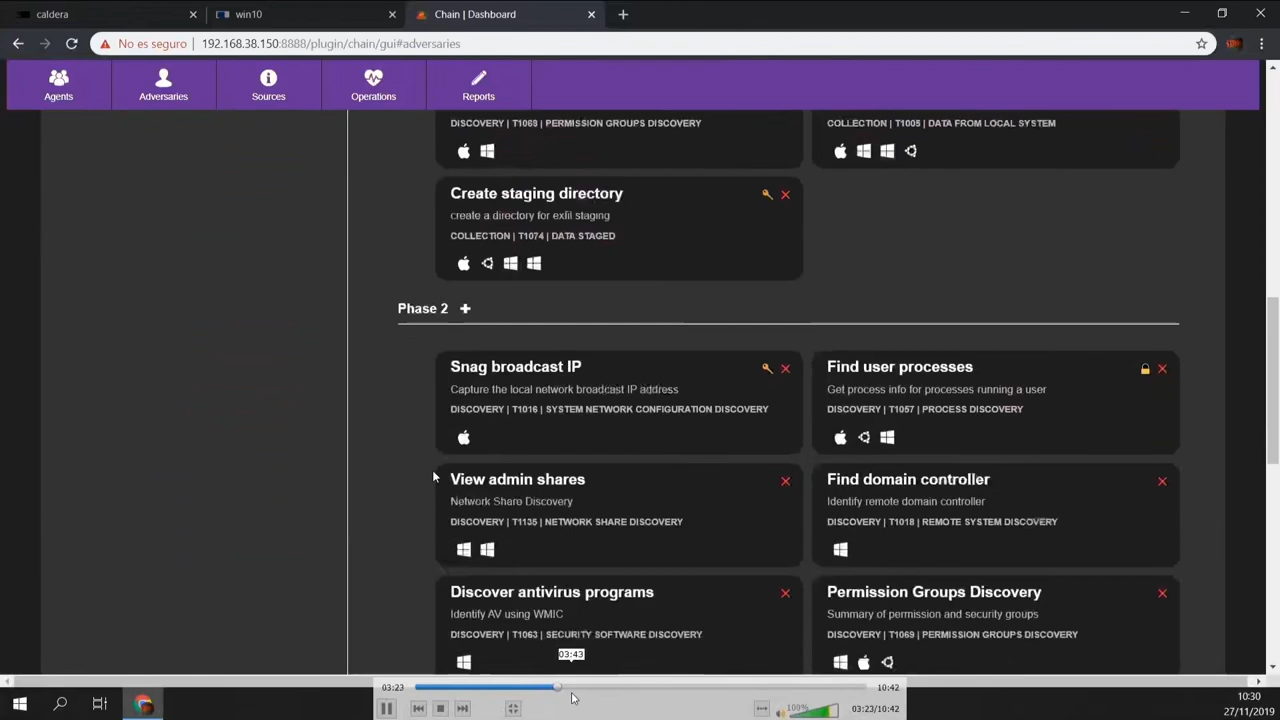 caldera
win10
Chain | Dashboard
No es seguro
192.168.38.150:8888/plugin/chain/gui#adversaries
Agents
Adversaries
Sources
Operations
Reports
DISCOVERY | T1069 | PERMISSION GROUPS DISCOVERY
COLLECTION | T1005 | DATA FROM LOCAL SYSTEM
Create staging directory
create a directory for exfil staging
COLLECTION | T1074 | DATA STAGED
Phase 2 +
Snag broadcast IP
Capture the local network broadcast IP address
DISCOVERY | T1016 | SYSTEM NETWORK CONFIGURATION DISCOVERY
Find user processes
Get process info for processes running a user
DISCOVERY | T1057 | PROCESS DISCOVERY
View admin shares
Network Share Discovery
DISCOVERY | T1135 | NETWORK SHARE DISCOVERY
Find domain controller
Identify remote domain controller
DISCOVERY | T1018 | REMOTE SYSTEM DISCOVERY
Discover antivirus programs
Identify AV using WMIC
DISCOVERY | T1063 | SECURITY SOFTWARE DISCOVERY
Permission Groups Discovery
Summary of permission and security groups
DISCOVERY | T1069 | PERMISSION GROUPS DISCOVERY
03:43
03:23
10:42
100%
03:23/10:42
10:30
27/11/2019